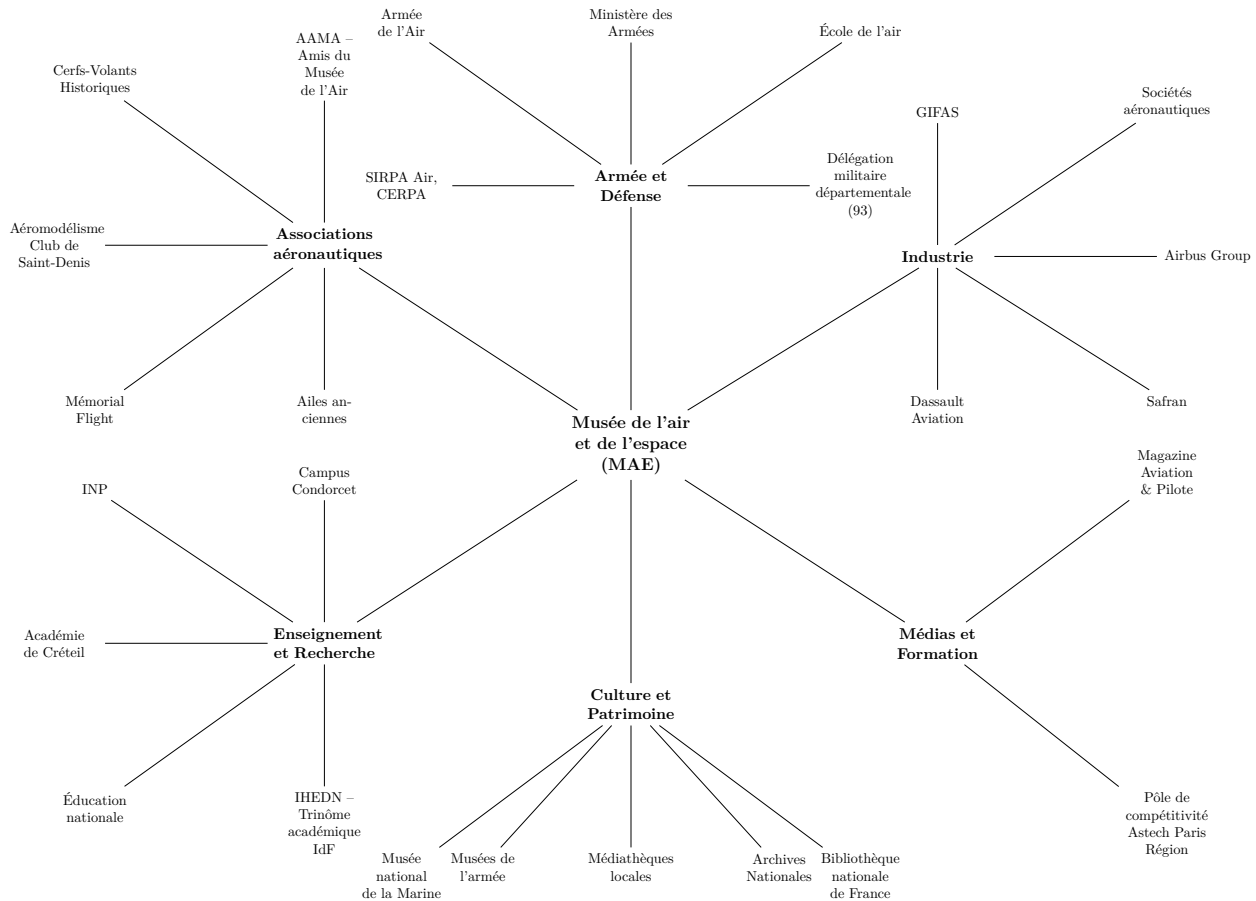 Armée
de l'Air
Ministère des
Armées
École de l'air
AAMA –
Amis du
Musée
de l'Air
Cerfs-Volants
Historiques
Sociétés
aéronautiques
GIFAS
SIRPA Air,
CERPA
Armée et
Défense
Délégation
militaire
départementale
(93)
Aéromodélisme
Club de
Saint-Denis
Associations
aéronautiques
Industrie
Airbus Group
Mémorial
Flight
Ailes an-
ciennes
Dassault
Aviation
Safran
Musée de l'air
et de l'espace
(MAE)
INP
Campus
Condorcet
Magazine
Aviation
& Pilote
Académie
de Créteil
Enseignement
et Recherche
Médias et
Formation
Culture et
Patrimoine
Éducation
nationale
IHEDN –
Trinôme
académique
IdF
Pôle de
compétitivité
Astech Paris
Région
Musée
national
de la Marine
Musées de
l'armée
Médiathèques
locales
Archives
Nationales
Bibliothèque
nationale
de France